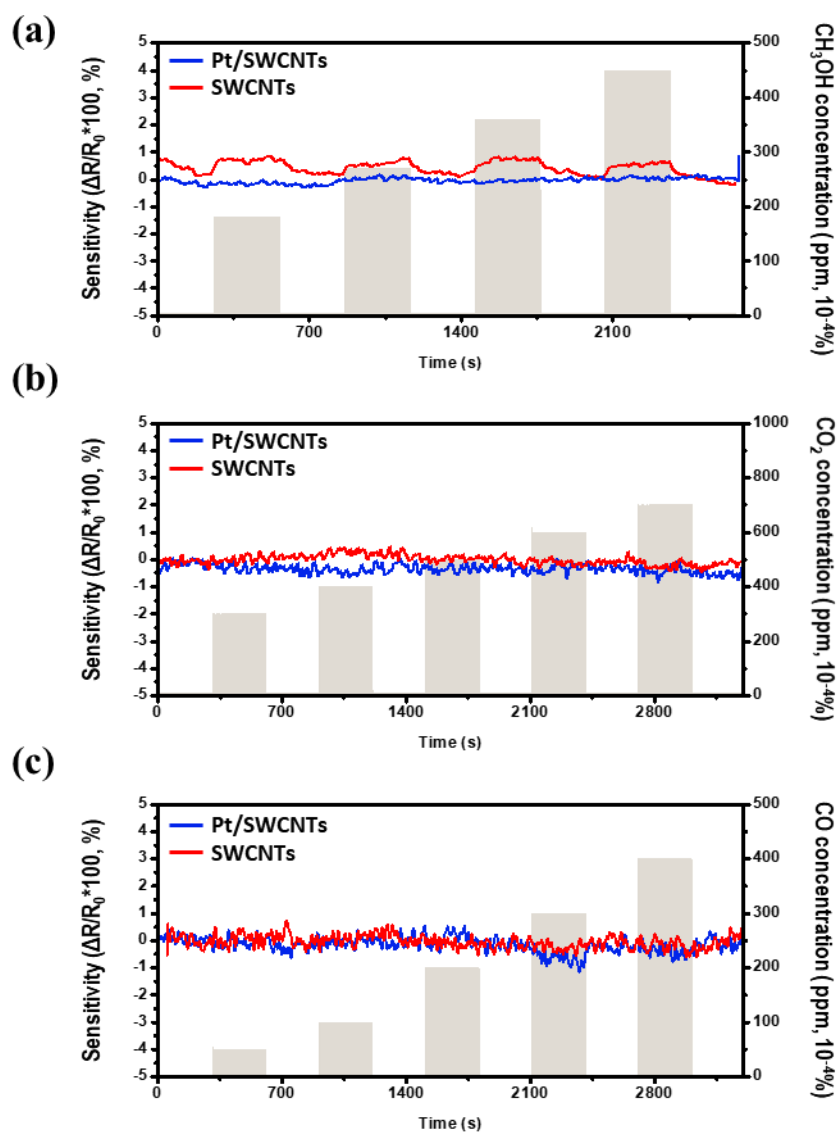 (a)
Pt/SWCNTs
SWCNTs
Sensitivity (ΔR/R₀*100, %)
5
4
3
2
1
0
-1
-2
-3
-4
-5
CH₃OH concentration ( ppm, 10⁻⁴%)
500
400
300
200
100
0
0 700 1400 2100
Time (s)
(b)
Pt/SWCNTs
SWCNTs
Sensitivity (ΔR/R₀*100, %)
5
4
3
2
1
0
-1
-2
-3
-4
-5
CO₂ concentration ( ppm, 10⁻⁴%)
1000
800
600
400
200
0
0 700 1400 2100 2800
Time (s)
(c)
Pt/SWCNTs
SWCNTs
Sensitivity (ΔR/R₀*100, %)
5
4
3
2
1
0
-1
-2
-3
-4
-5
CO concentration ( ppm, 10⁻⁴%)
500
400
300
200
100
0
0 700 1400 2100 2800
Time (s)